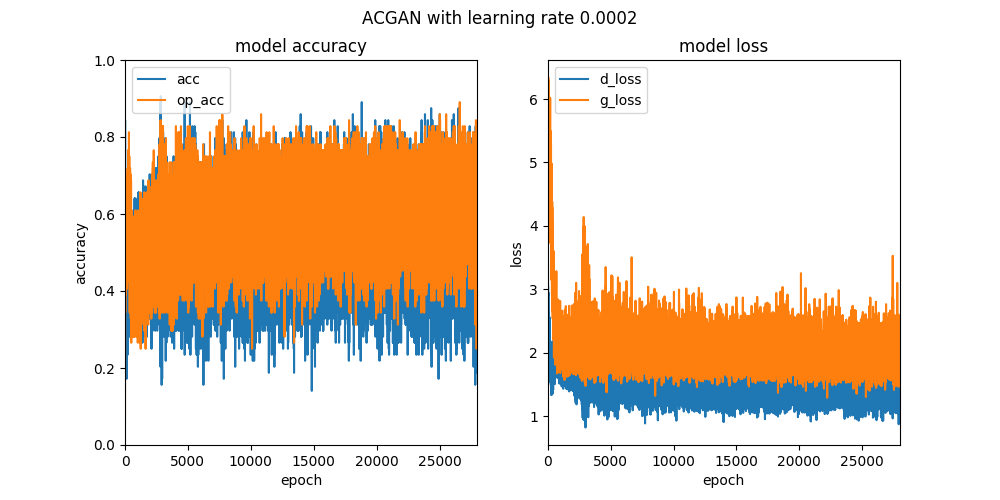 ACGAN with learning rate 0.0002
model accuracy
acc
op_acc
1.0
0.8
0.6
0.4
0.2
0.0
accuracy
0
5000
10000
15000
20000
25000
epoch
model loss
d_loss
g_loss
6
5
4
3
2
1
loss
0
5000
10000
15000
20000
25000
epoch